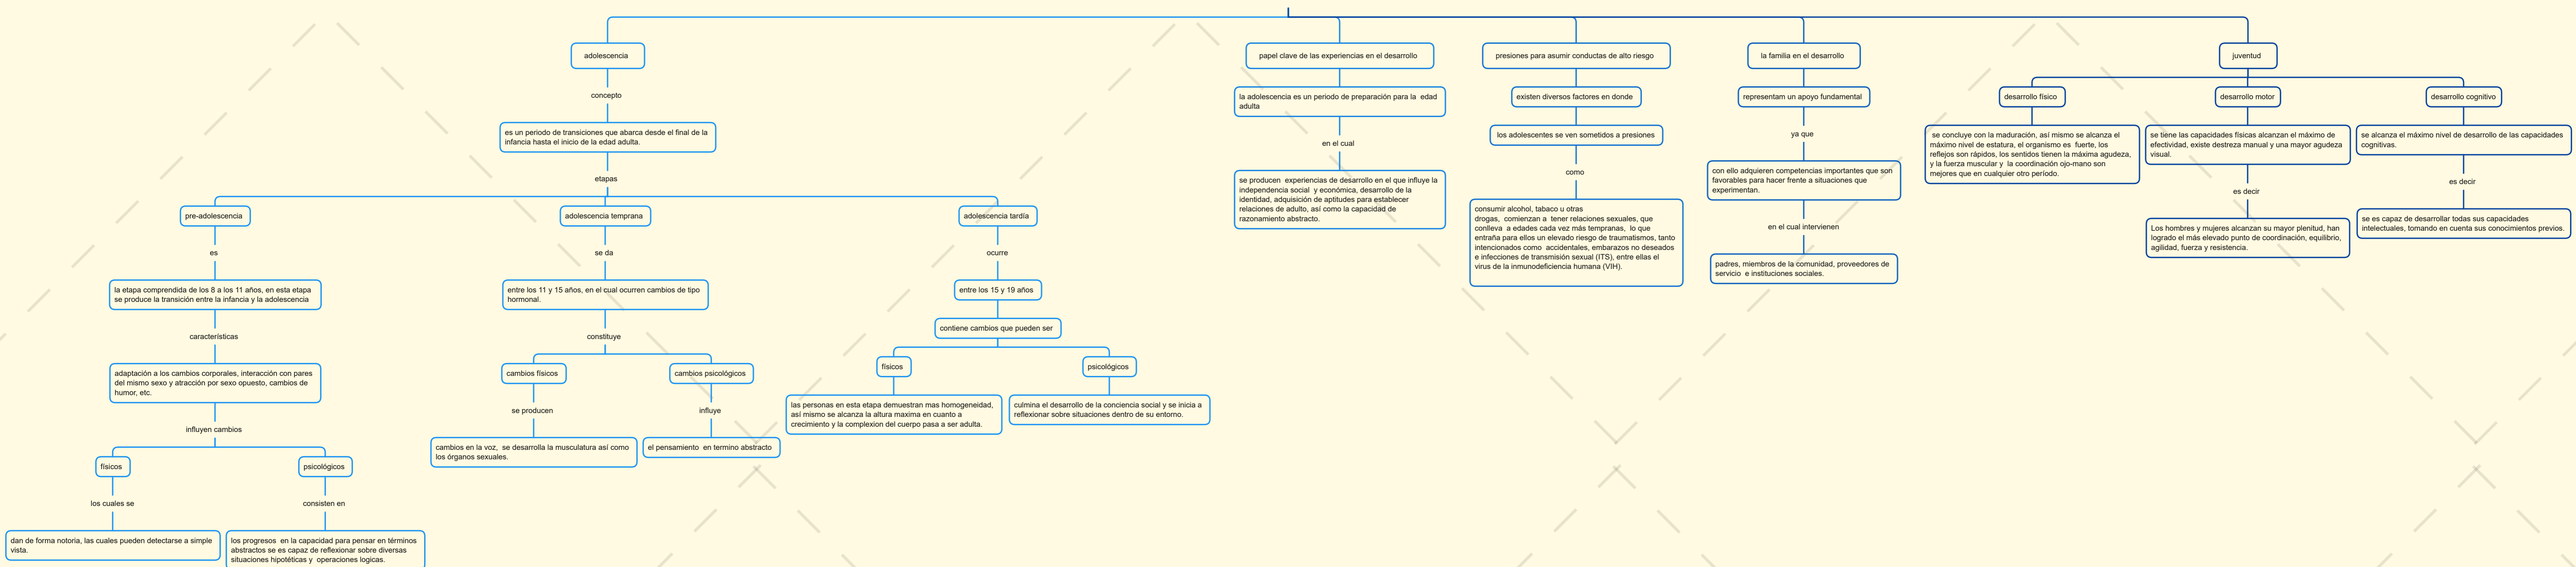 adolescencia
concepto
es un periodo de transiciones que abarca desde el final de la
infancia hasta el inicio de la edad adulta.
etapas
pre-adolescencia
es
la etapa comprendida de los 8 a los 11 años, en esta etapa
se produce la transición entre la infancia y la adolescencia
características
adaptación a los cambios corporales, interacción con pares
del mismo sexo y atracción por sexo opuesto, cambios de
humor, etc.
influyen cambios
físicos
los cuales se
dan de forma notoria, las cuales pueden detectarse a simple
vista.
psicológicos
consisten en
los progresos en la capacidad para pensar en términos
abstractos se es capaz de reflexionar sobre diversas
situaciones hipotéticas y operaciones logicas.
adolescencia temprana
se da
entre los 11 y 15 años, en el cual ocurren cambios de tipo
hormonal.
constituye
cambios físicos
se producen
cambios en la voz, se desarrolla la musculatura así como
los órganos sexuales.
cambios psicológicos
influye
el pensamiento en termino abstracto
adolescencia tardía
ocurre
entre los 15 y 19 años
contiene cambios que pueden ser
físicos
las personas en esta etapa demuestran mas homogeneidad,
así mismo se alcanza la altura maxima en cuanto a
crecimiento y la complexion del cuerpo pasa a ser adulta.
psicológicos
culmina el desarrollo de la conciencia social y se inicia a
reflexionar sobre situaciones dentro de su entorno.
papel clave de las experiencias en el desarrollo
la adolescencia es un periodo de preparación para la edad
adulta
en el cual
se producen experiencias de desarrollo en el que influye la
independencia social y económica, desarrollo de la
identidad, adquisición de aptitudes para establecer
relaciones de adulto, así como la capacidad de
razonamiento abstracto.
presiones para asumir conductas de alto riesgo
existen diversos factores en donde
los adolescentes se ven sometidos a presiones
como
consumir alcohol, tabaco u otras
drogas, comienzan a tener relaciones sexuales, que
conlleva a edades cada vez más tempranas, lo que
entraña para ellos un elevado riesgo de traumatismos, tanto
intencionados como accidentales, embarazos no deseados
e infecciones de transmisión sexual (ITS), entre ellas el
virus de la inmunodeficiencia humana (VIH).
la familia en el desarrollo
representam un apoyo fundamental
ya que
con ello adquieren competencias importantes que son
favorables para hacer frente a situaciones que
experimentan.
en el cual intervienen
padres, miembros de la comunidad, proveedores de
servicio e instituciones sociales.
juventud
desarrollo físico
se concluye con la maduración, así mismo se alcanza el
máximo nivel de estatura, el organismo es fuerte, los
reflejos son rápidos, los sentidos tienen la máxima agudeza,
y la fuerza muscular y la coordinación ojo-mano son
mejores que en cualquier otro período.
desarrollo motor
se tiene las capacidades físicas alcanzan el máximo de
efectividad, existe destreza manual y una mayor agudeza
visual.
es decir
Los hombres y mujeres alcanzan su mayor plenitud, han
logrado el más elevado punto de coordinación, equilibrio,
agilidad, fuerza y resistencia.
desarrollo cognitivo
se alcanza el máximo nivel de desarrollo de las capacidades
cognitivas.
es decir
se es capaz de desarrollar todas sus capacidades
intelectuales, tomando en cuenta sus conocimientos previos.